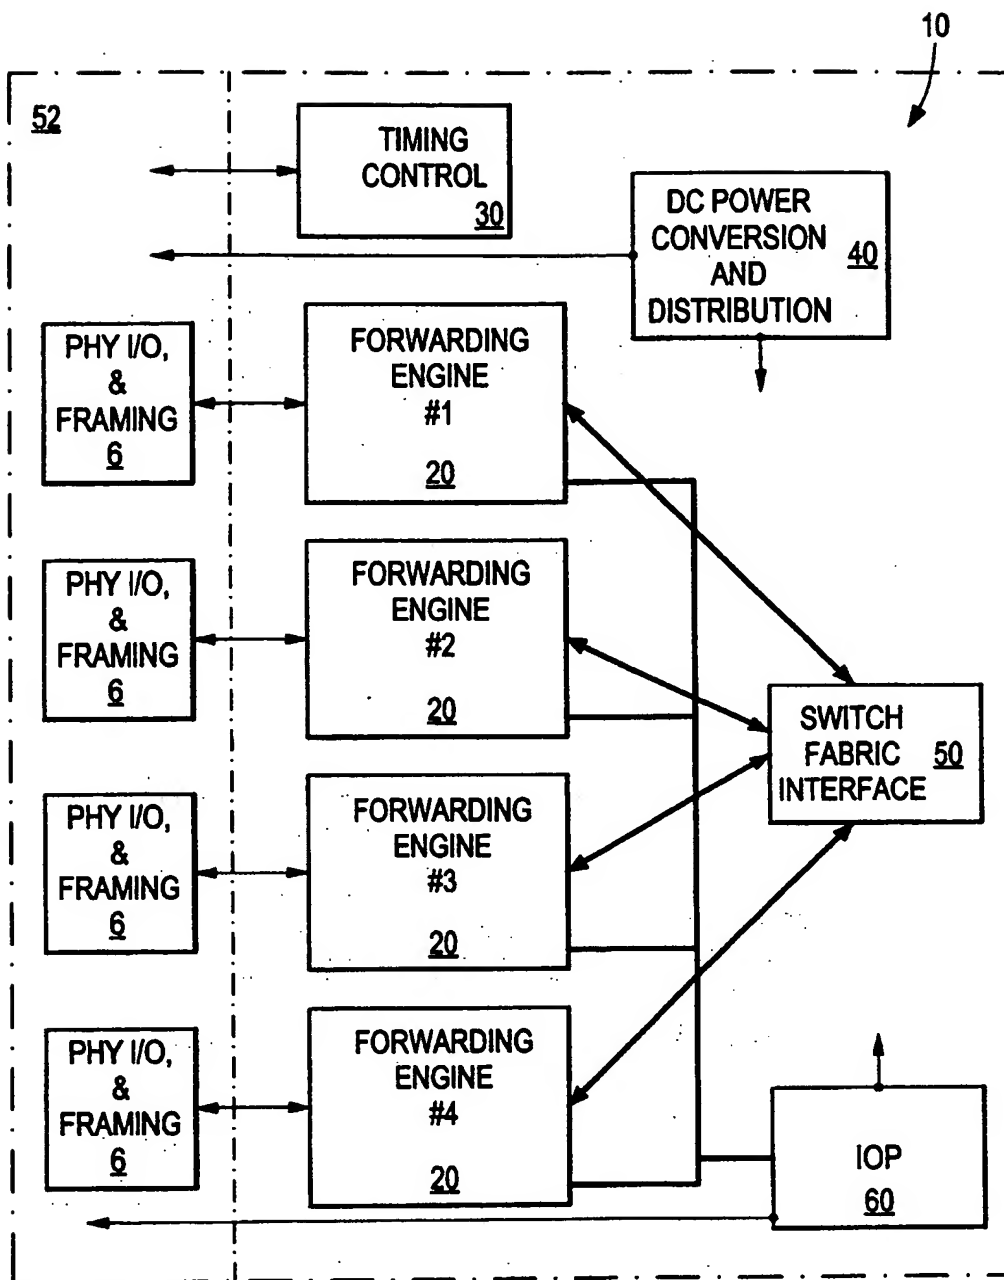 10
52
TIMING
CONTROL
30
DC POWER
CONVERSION
AND
DISTRIBUTION
40
PHY I/O,
&
FRAMING
6
FORWARDING
ENGINE
#1
20
PHY I/O,
&
FRAMING
6
FORWARDING
ENGINE
#2
20
SWITCH
FABRIC
INTERFACE
50
PHY I/O,
&
FRAMING
6
FORWARDING
ENGINE
#3
20
PHY I/O,
&
FRAMING
6
FORWARDING
ENGINE
#4
20
IOP
60